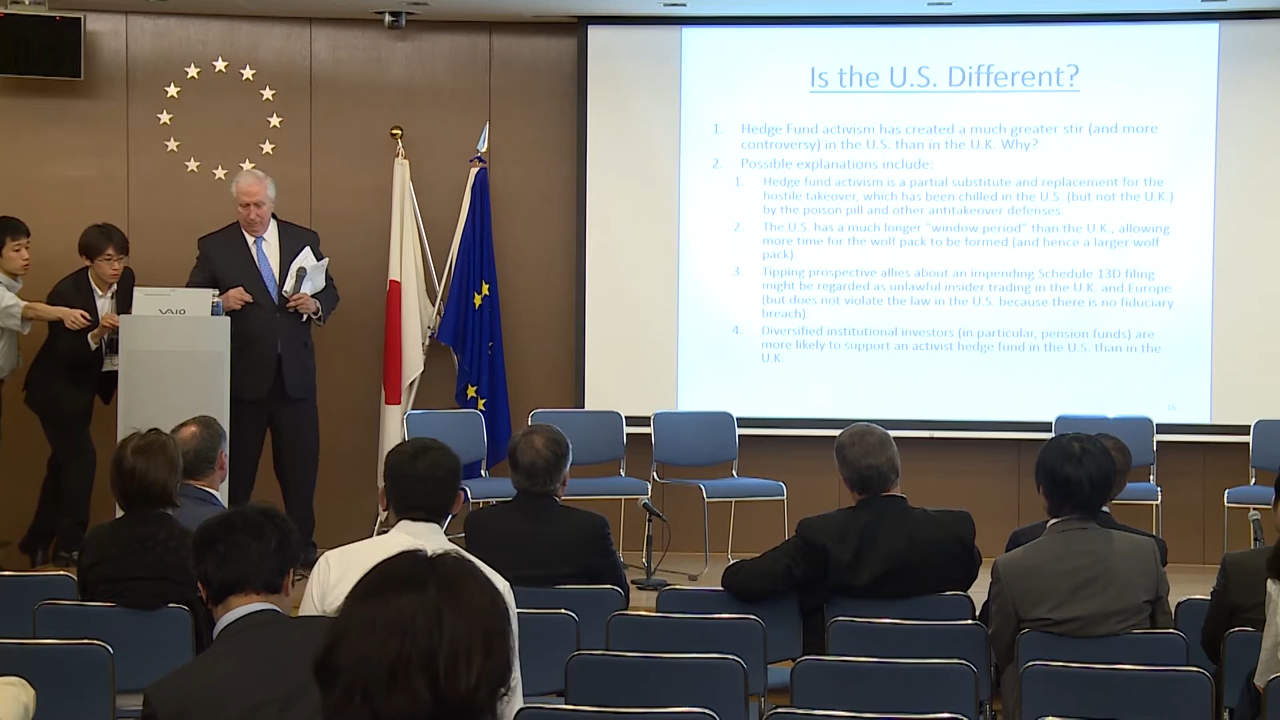 Is the U.S. Different?
1. Hedge Fund activism has created a much greater stir (and more
controversy) in the U.S. than in the U.K. Why?
2. Possible explanations include:
1. Hedge fund activism is a partial substitute and replacement for the
hostile takeover, which has been chilled in the U.S. (but not the U.K.)
by the poison pill and other antitakeover defenses
2. The U.S. has a much longer "window period" than the U.K., allowing
more time for the wolf pack to be formed (and hence a larger wolf
pack).
3. Tipping prospective allies about an impending Schedule 13D filing
might be regarded as unlawful insider trading in the U.K. and Europe
(but does not violate the law in the U.S. because there is no fiduciary
breach).
4. Diversified institutional investors (in particular, pension funds) are
more likely to support an activist hedge fund in the U.S. than in the
U.K.
16
VAIO